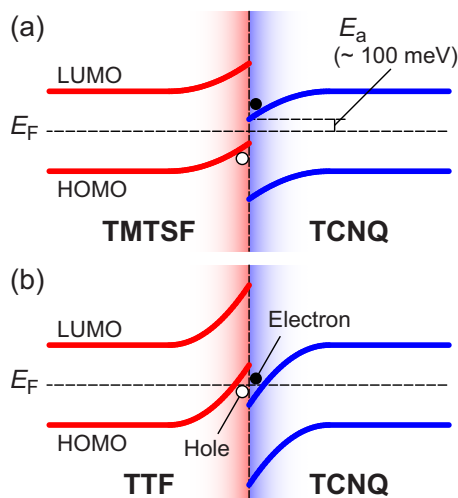 (a)
E_a
(~ 100 meV)
LUMO
E_F
HOMO
TMTSF
TCNQ
(b)
LUMO
Electron
E_F
HOMO
Hole
TTF
TCNQ